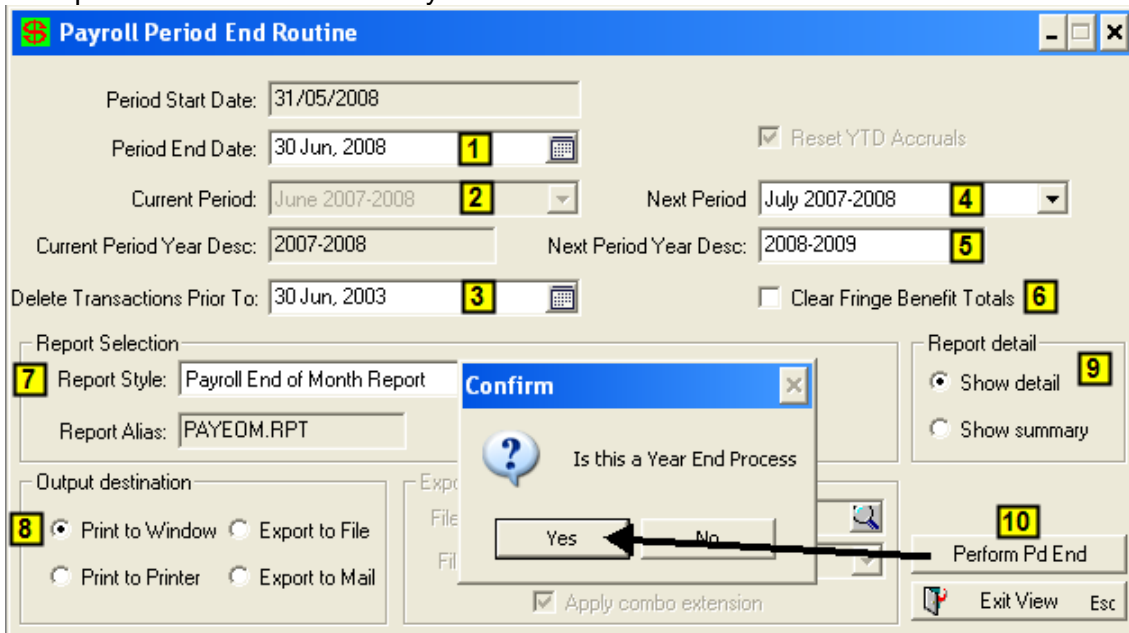 Payroll Period End Routine
Period Start Date: 31/05/2008
Period End Date: 30 Jun, 2008 1 Reset YTD Accruals
Current Period: June 2007-2008 2 Next Period July 2007-2008 4
Current Period Year Desc: 2007-2008 Next Period Year Desc: 2008-2009 5
Delete Transactions Prior To: 30 Jun, 2003 3 Clear Fringe Benefit Totals 6
Report Selection Report detail
7 Report Style: Payroll End of Month Report Confirm Show detail 9
Report Alias: PAYEOM.RPT Is this a Year End Process Show summary
Output destination Expo
8 Print to Window Export to File File Yes No 10
Perform Pd End
Print to Printer Export to Mail Fil
Apply combo extension Exit View Esc